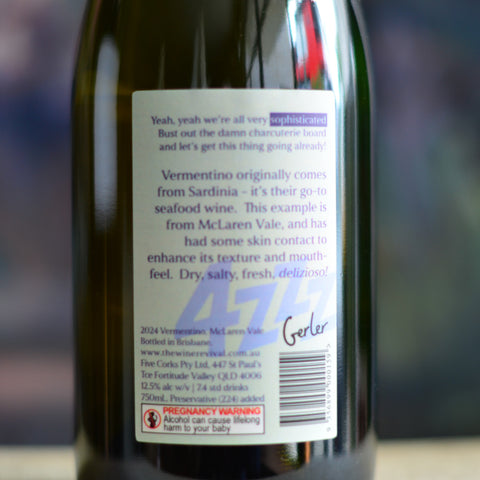 Yeah, yeah we're all very sophisticated
Bust out the damn charcuterie board
and let's get this thing going already!
Vermentino originally comes
from Sardinia – it's their go-to
seafood wine. This example is
from McLaren Vale, and has
had some skin contact to
enhance its texture and mouth-
feel. Dry, salty, fresh, delizioso!
2024 Vermentino. McLaren Vale
Bottled in Brisbane.
www.thewinerevival.com.au
Five Corks Pty Ltd, 447 St Paul's
Tce Fortitude Valley QLD 4006
12.5% alc w/v | 7.4 std drinks
750mL, Preservative (224) added
Gerler
PREGNANCY WARNING
Alcohol can cause lifelong
harm to your baby